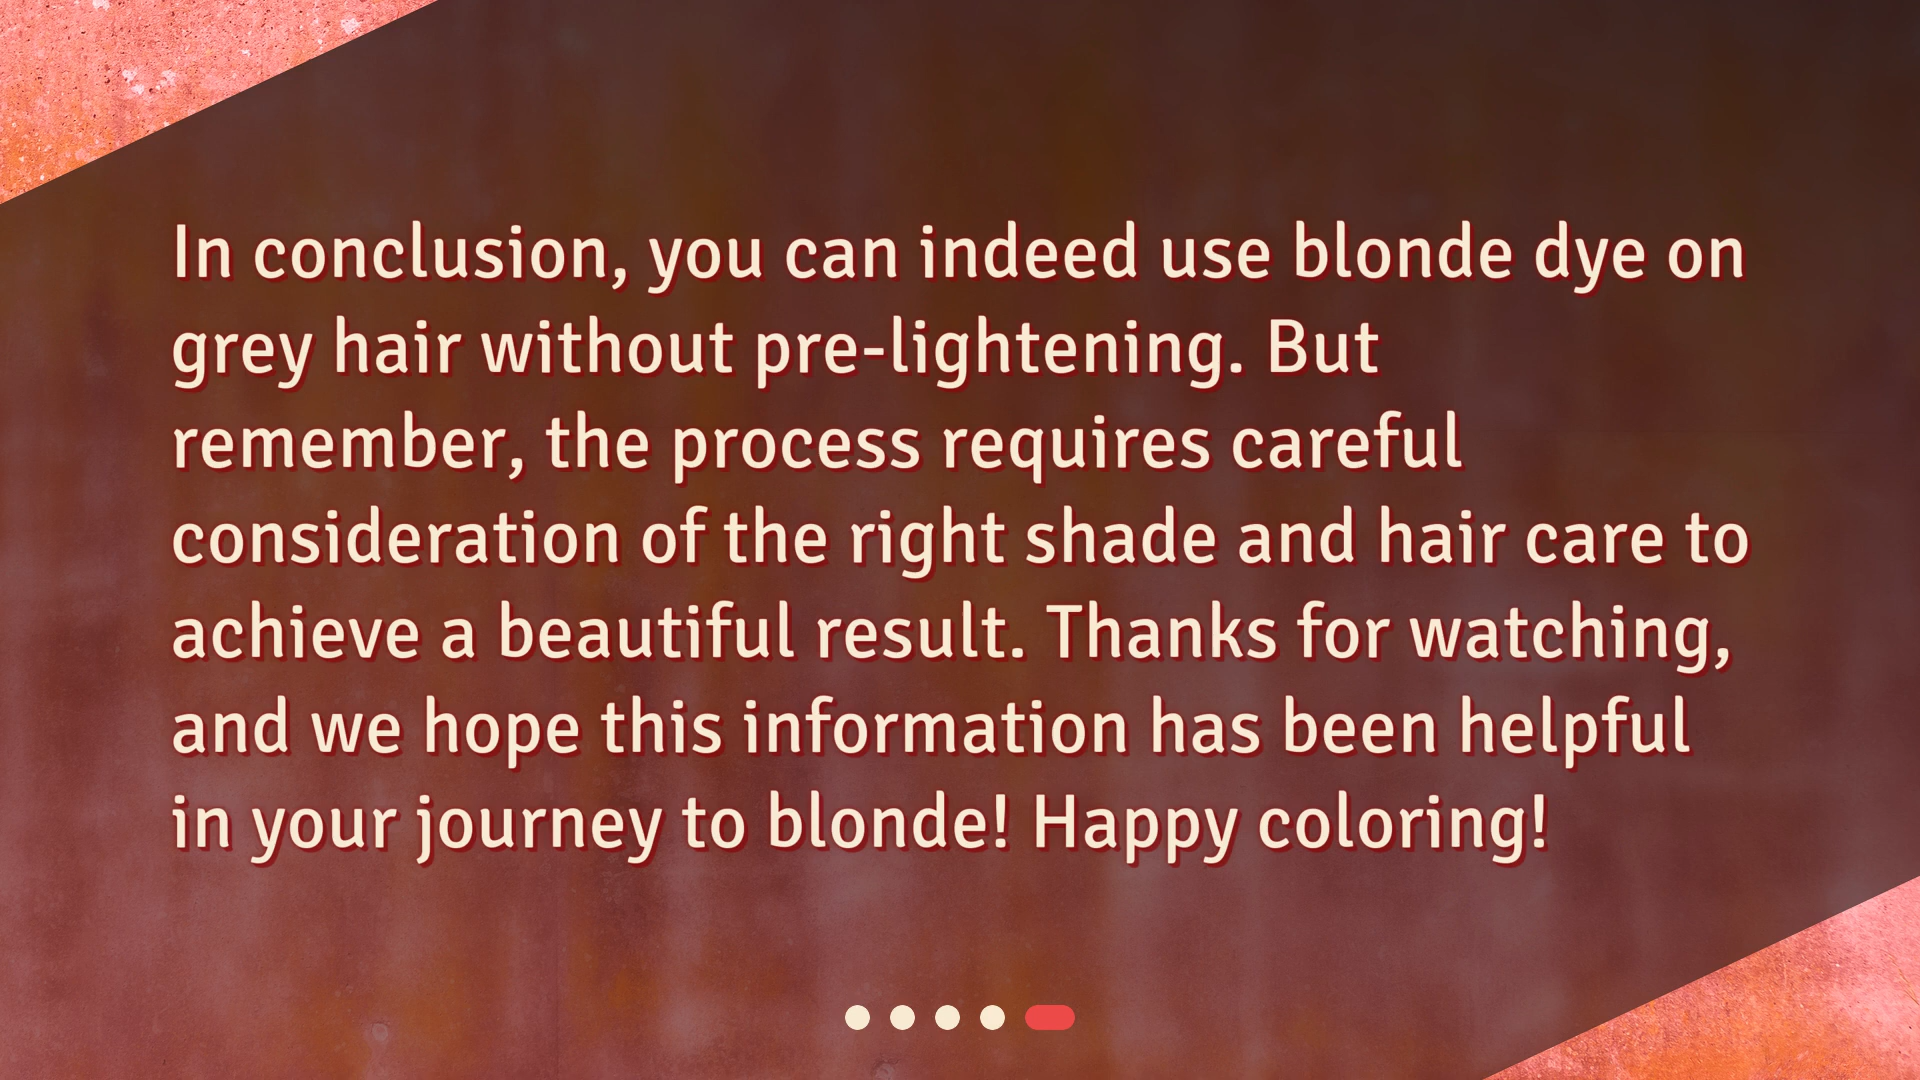 In conclusion, you can indeed use blonde dye on
grey hair without pre-lightening. But
remember, the process requires careful
consideration of the right shade and hair care to
achieve a beautiful result. Thanks for watching,
and we hope this information has been helpful
in your journey to blonde! Happy coloring!